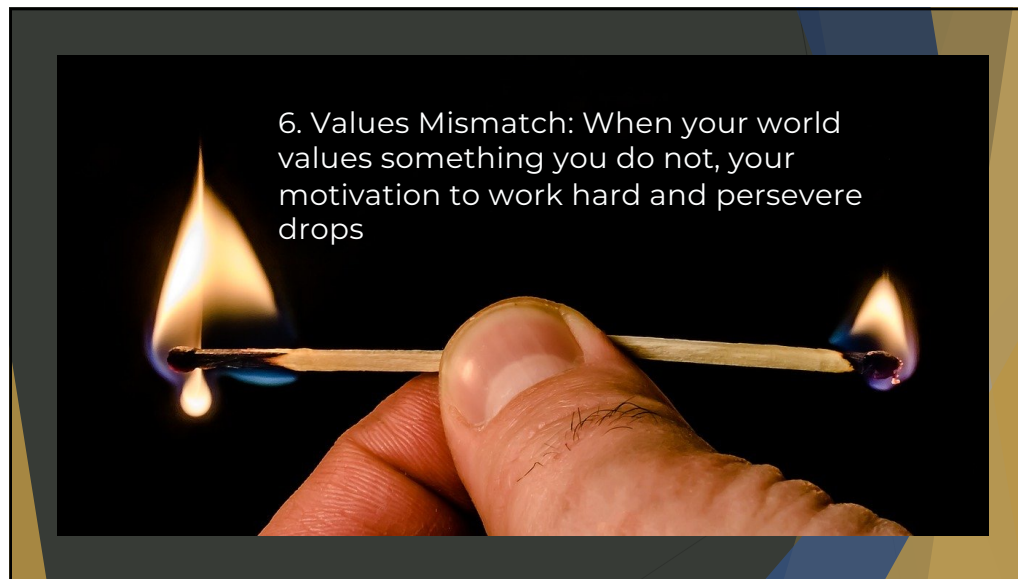 6. Values Mismatch: When your world
values something you do not, your
motivation to work hard and persevere
drops